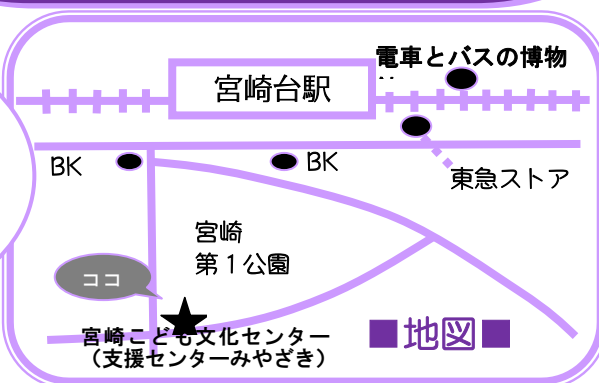 電車とバスの博物
宮崎台駅
BK
BK
東急ストア
宮崎
第１公園
ココ
宮崎こども文化センター
（支援センターみやざき）
■地図■